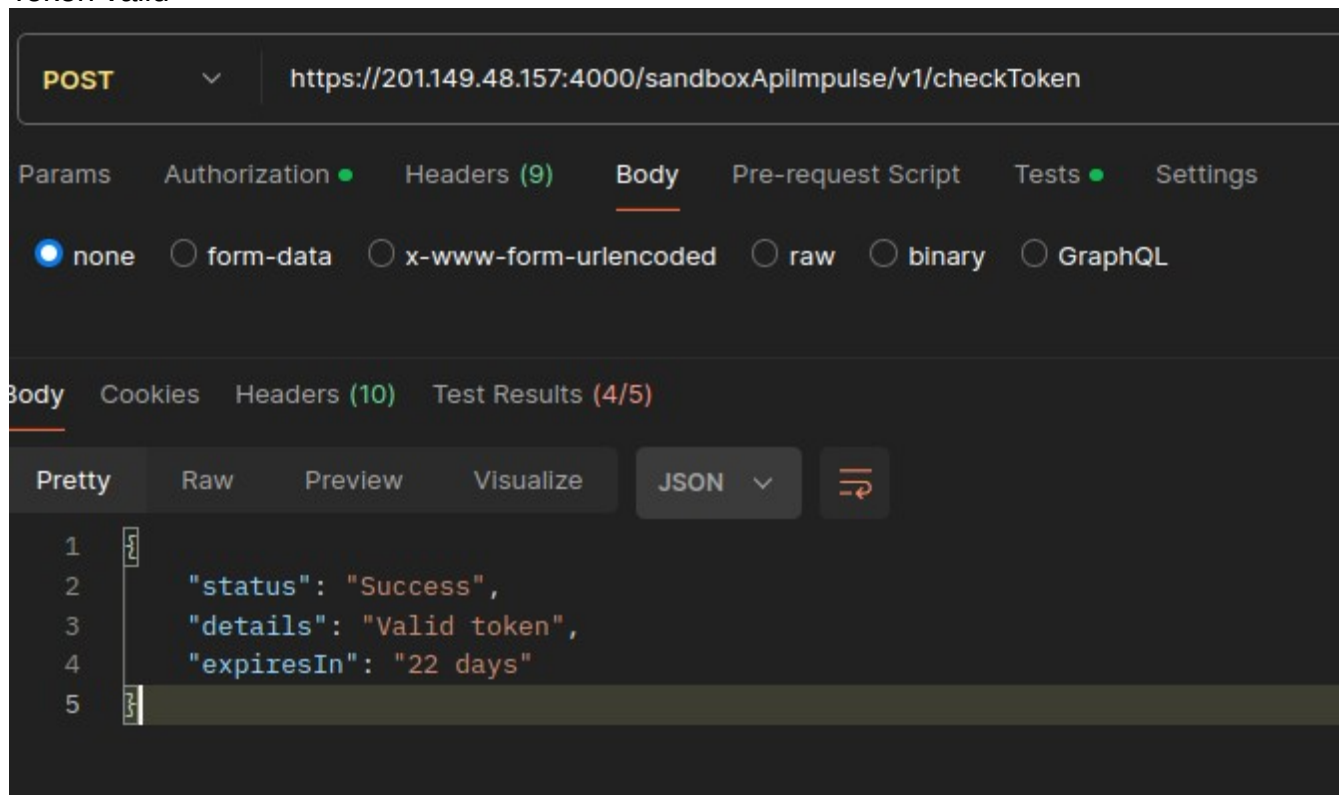 Token Valid
POST https://201.149.48.157:4000/sandboxApiImpulse/v1/checkToken
Params Authorization Headers (9) Body Pre-request Script Tests Settings
none form-data x-www-form-urlencoded raw binary GraphQL
Body Cookies Headers (10) Test Results (4/5)
Pretty Raw Preview Visualize JSON
1 {
2 "status": "Success",
3 "details": "Valid token",
4 "expiresIn": "22 days"
5 }